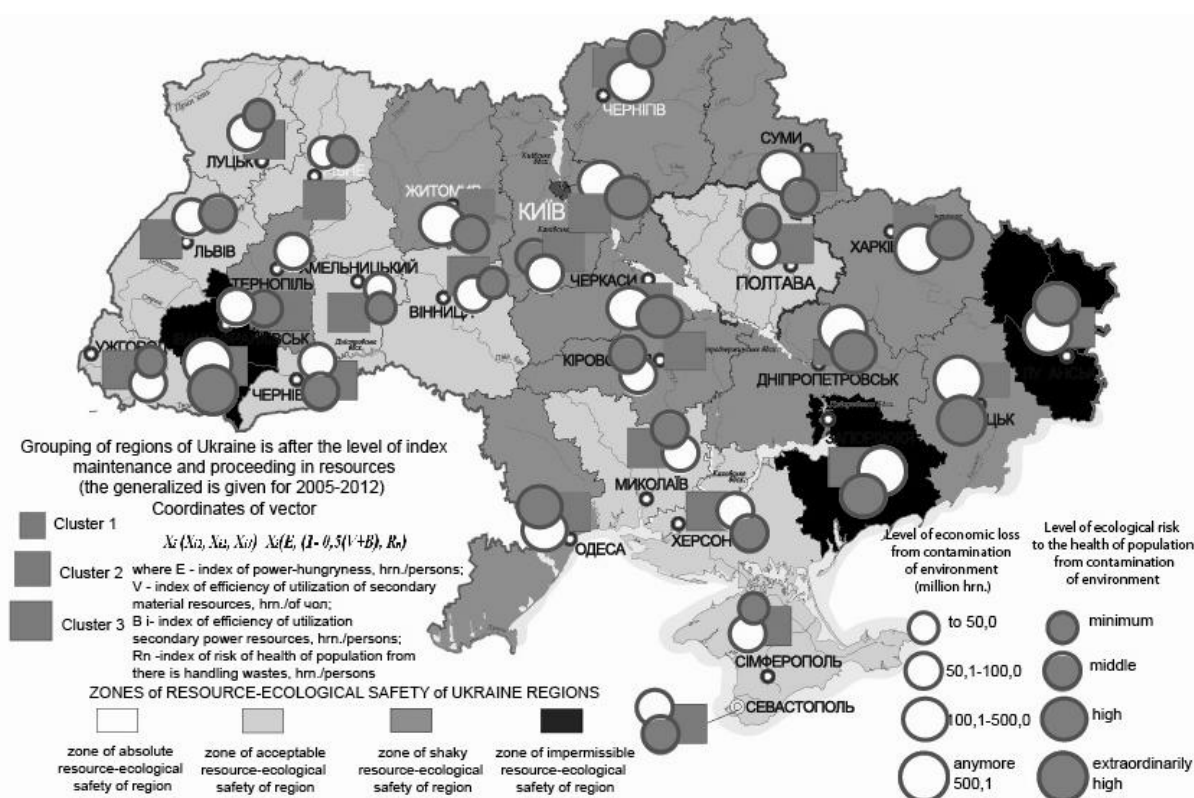 ЧЕРНІГІВ
СУМИ
ЛУЦЬК
ЖИТОМИР
КИЇВ
ЛЬВІВ
ХАРКІВ
ТЕРНОПІЛЬ
ХМЕЛЬНИЦЬКИЙ
ЧЕРКАСИ
ПОЛТАВА
ВІННИЦЯ
УЖГОРОД
ЧЕРНІВ
КІРОВО
ДНІПРОПЕТРОВСЬК
МИКОЛАЇВ
ОДЕСА
ХЕРСОН
СІМФЕРОПОЛЬ
СЕВАСТОПОЛЬ
Grouping of regions of Ukraine is after the level of index
maintenance and proceeding in resources
(the generalized is given for 2005-2012)
Coordinates of vector
Cluster 1
Cluster 2
Cluster 3
where E - index of power-hungryness, hrn./persons;
V - index of efficiency of utilization of secondary
material resources, hrn./of чол;
B i- index of efficiency of utilization
secondary power resources, hrn./persons;
Rn -index of risk of health of population from
there is handling wastes, hrn./persons
ZONES of RESOURCE-ECOLOGICAL SAFETY of UKRAINE REGIONS
zone of absolute
resource-ecological
safety of region
zone of acceptable
resource-ecological
safety of region
zone of shaky
resource-ecological
safety of region
zone of impermissible
resource-ecological
safety of region
Level of economic loss
from contamination
of environment
(million hrn.)
to 50,0
50,1-100,0
100,1-500,0
anymore
500,1
Level of ecological risk
to the health of population
from contamination
of environment
minimum
middle
high
extraordinarily
high